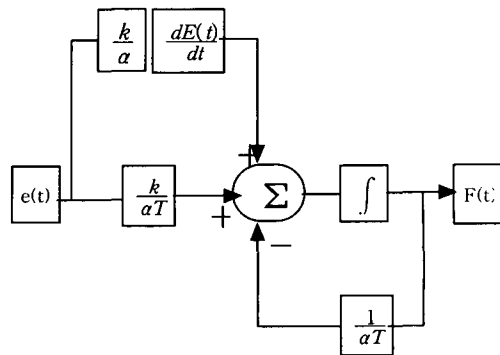 k/α
dE(t)/dt
+
e(t)
k/αT
+
Σ
∫
F(t)
−
1/αT